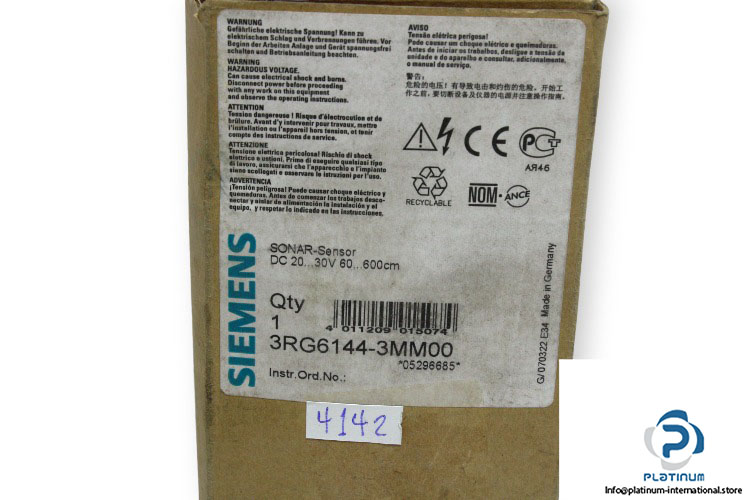 WARNUNG
Gefährliche elektrische Spannung! Kann zu
elektrischem Schlag und Verbrennungen führen. Vor
Beginn der Arbeiten Anlage und Gerät spannungsfrei
schalten und Betriebsanleitung beachten.
WARNING
HAZARDOUS VOLTAGE.
Can cause electrical shock and burns.
Disconnect power before proceeding
with any work on this equipment
and observe the operating instructions.
ATTENTION
Tension dangereuse! Risque d'électrocution et de
brûlure. Avant d'y intervenir pour travaux, mettre
l'installation ou l'appareil hors tension, et tenir
compte des instructions de service.
ATTENZIONE
Tensione elettrica pericolosa! Rischio di shock
elettrico e ustioni. Prima di eseguire qualsiasi tipo
di lavoro, assicurarsi che l'apparecchio e l'impianto
siano scollegati e osservare le istruzioni per l'uso.
ADVERTENCIA
¡Tensión peligrosa! Puede causar choque eléctrico y
quemaduras. Antes de comenzar los trabajos desco-
nectar y aislar de alimentación la instalación y el
equipo, y respetar lo indicado en las instrucciones.
AVISO
Tensão elétrica perigosa!
Pode causar choque elétrico e queimaduras.
Antes de iniciar os trabalhos, desligue a tensão da
unidade e do aparelho e consultar, adicionalmente,
o manual de serviço.
警告:
危险的电压! 有导致电击和灼伤的危险。开始工
作之前, 要切断设备及仪器的电源并注意操作指南。
CE
АЯ46
RECYCLABLE
NOM-ANCE
SIEMENS
SONAR-Sensor
DC 20...30V 60...600cm
Qty
1
4 011209 015074
3RG6144-3MM00
*05296685*
Instr.Ord.No.:
G/ 070322 E34 Made in Germany
4142
PLATINUM
Info@platinum-international.store